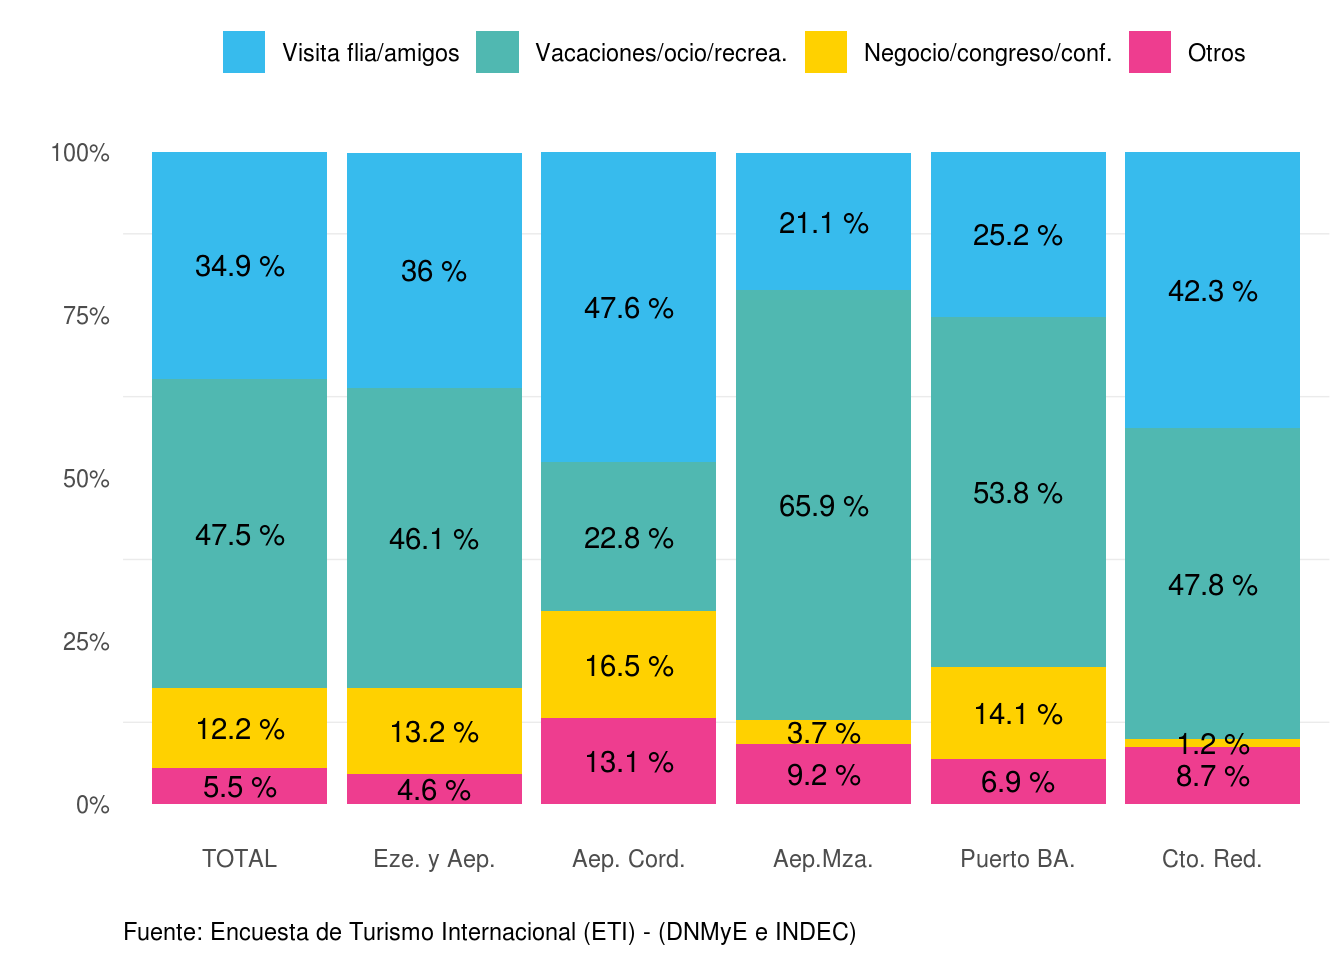 Visita flia/amigos Vacaciones/ocio/recrea. Negocio/congreso/conf. Otros
100%
21.1 %
25.2 %
34.9 % 36 % 47.6 % 42.3 %
75%
50%
65.9 % 53.8 %
47.5 % 46.1 % 22.8 % 47.8 %
25%
16.5 %
12.2 % 13.2 % 3.7 % 14.1 % 1.2 %
5.5 % 4.6 % 13.1 % 9.2 % 6.9 % 8.7 %
0%
TOTAL Eze. y Aep. Aep. Cord. Aep.Mza. Puerto BA. Cto. Red.
Fuente: Encuesta de Turismo Internacional (ETI) - (DNMyE e INDEC)